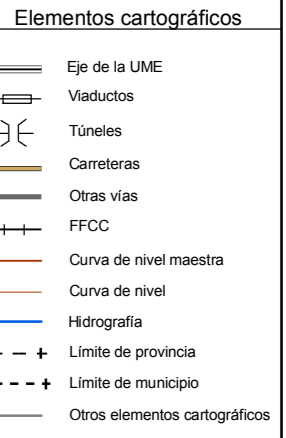 Elementos cartográficos
Eje de la UME
Viaductos
Túneles
Carreteras
Otras vías
FFCC
Curva de nivel maestra
Curva de nivel
Hidrografía
Límite de provincia
Límite de municipio
Otros elementos cartográficos